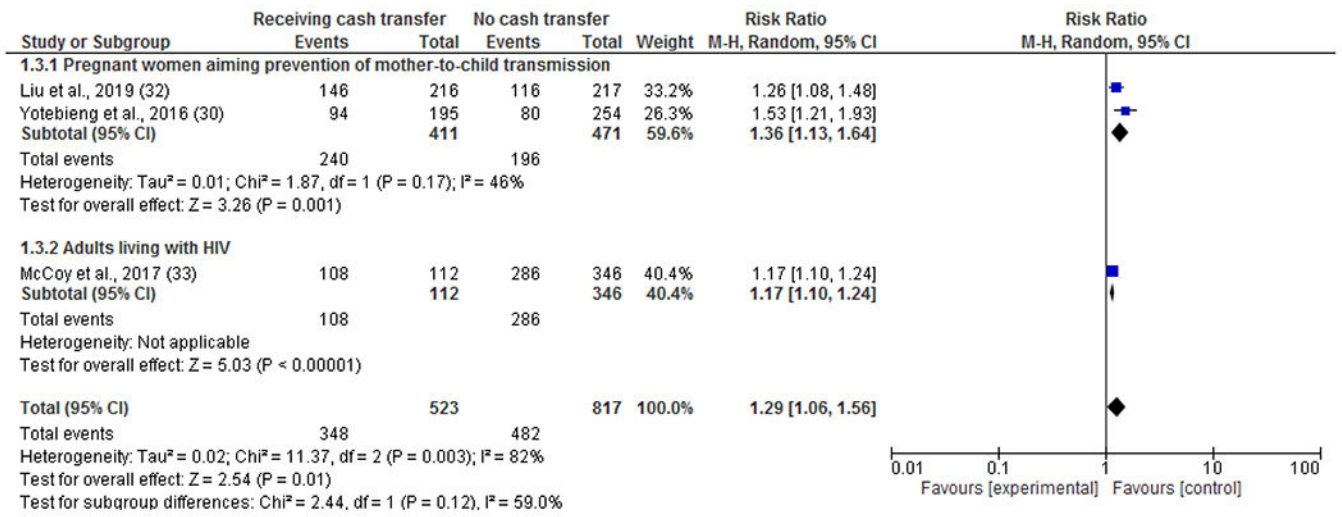 Receiving cash transfer No cash transfer Risk Ratio Risk Ratio
Study or Subgroup Events Total Events Total Weight M-H, Random, 95% CI M-H, Random, 95% CI
1.3.1 Pregnant women aiming prevention of mother-to-child transmission
Liu et al., 2019 (32) 146 216 116 217 33.2% 1.26 [1.08, 1.48]
Yotebieng et al., 2016 (30) 94 195 80 254 26.3% 1.53 [1.21, 1.93]
Subtotal (95% CI) 411 471 59.6% 1.36 [1.13, 1.64]
Total events 240 196
Heterogeneity: Tau² = 0.01; Chi² = 1.87, df = 1 (P = 0.17); I² = 46%
Test for overall effect: Z = 3.26 (P = 0.001)
1.3.2 Adults living with HIV
McCoy et al., 2017 (33) 108 112 286 346 40.4% 1.17 [1.10, 1.24]
Subtotal (95% CI) 112 346 40.4% 1.17 [1.10, 1.24]
Total events 108 286
Heterogeneity: Not applicable
Test for overall effect: Z = 5.03 (P < 0.00001)
Total (95% CI) 523 817 100.0% 1.29 [1.06, 1.56]
Total events 348 482
Heterogeneity: Tau² = 0.02; Chi² = 11.37, df = 2 (P = 0.003); I² = 82%
Test for overall effect: Z = 2.54 (P = 0.01)
Test for subgroup differences: Chi² = 2.44, df = 1 (P = 0.12), I² = 59.0%
0.01 0.1 1 10 100
Favours [experimental] Favours [control]